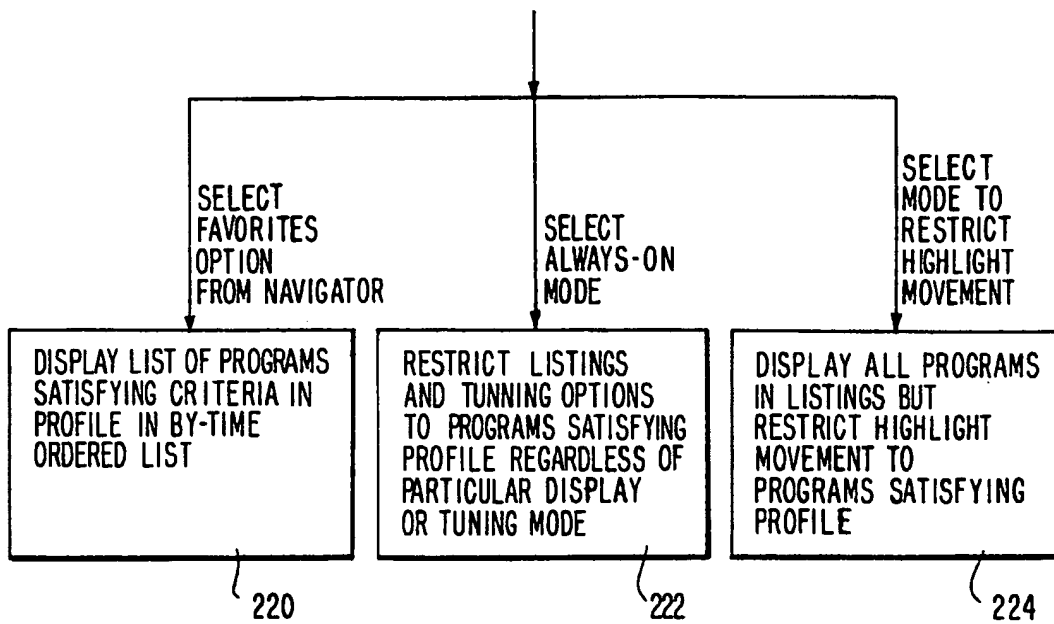 SELECT
FAVORITES
OPTION
FROM NAVIGATOR
SELECT
ALWAYS-ON
MODE
SELECT
MODE TO
RESTRICT
HIGHLIGHT
MOVEMENT
DISPLAY LIST OF PROGRAMS
SATISFYING CRITERIA IN
PROFILE IN BY-TIME
ORDERED LIST
RESTRICT LISTINGS
AND TUNNING OPTIONS
TO PROGRAMS SATISFYING
PROFILE REGARDLESS OF
PARTICULAR DISPLAY
OR TUNING MODE
DISPLAY ALL PROGRAMS
IN LISTINGS BUT
RESTRICT HIGHLIGHT
MOVEMENT TO
PROGRAMS SATISFYING
PROFILE
220
222
224